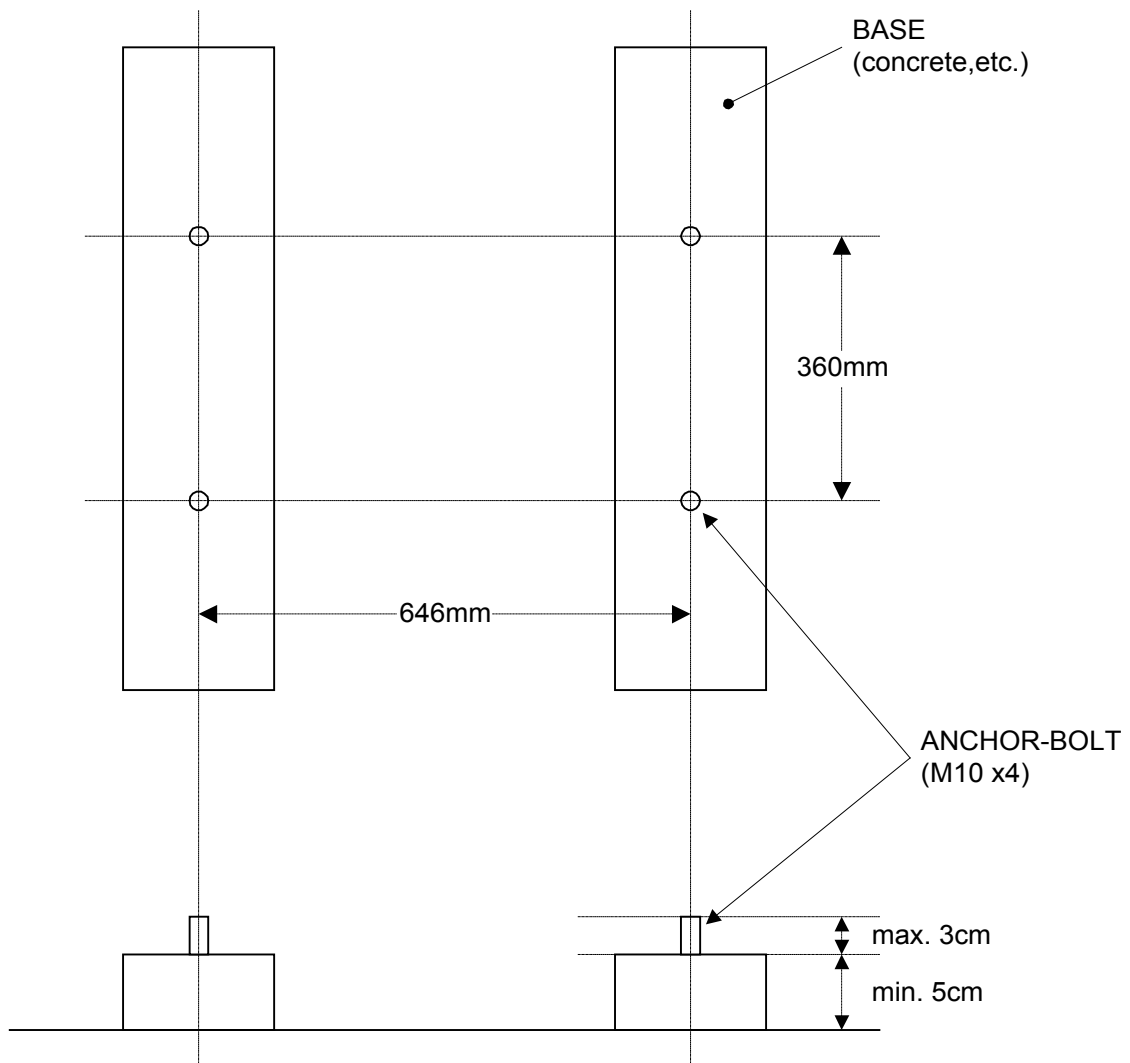 BASE
(concrete,etc.)
360mm
646mm
ANCHOR-BOLT
(M10 x4)
max. 3cm
min. 5cm